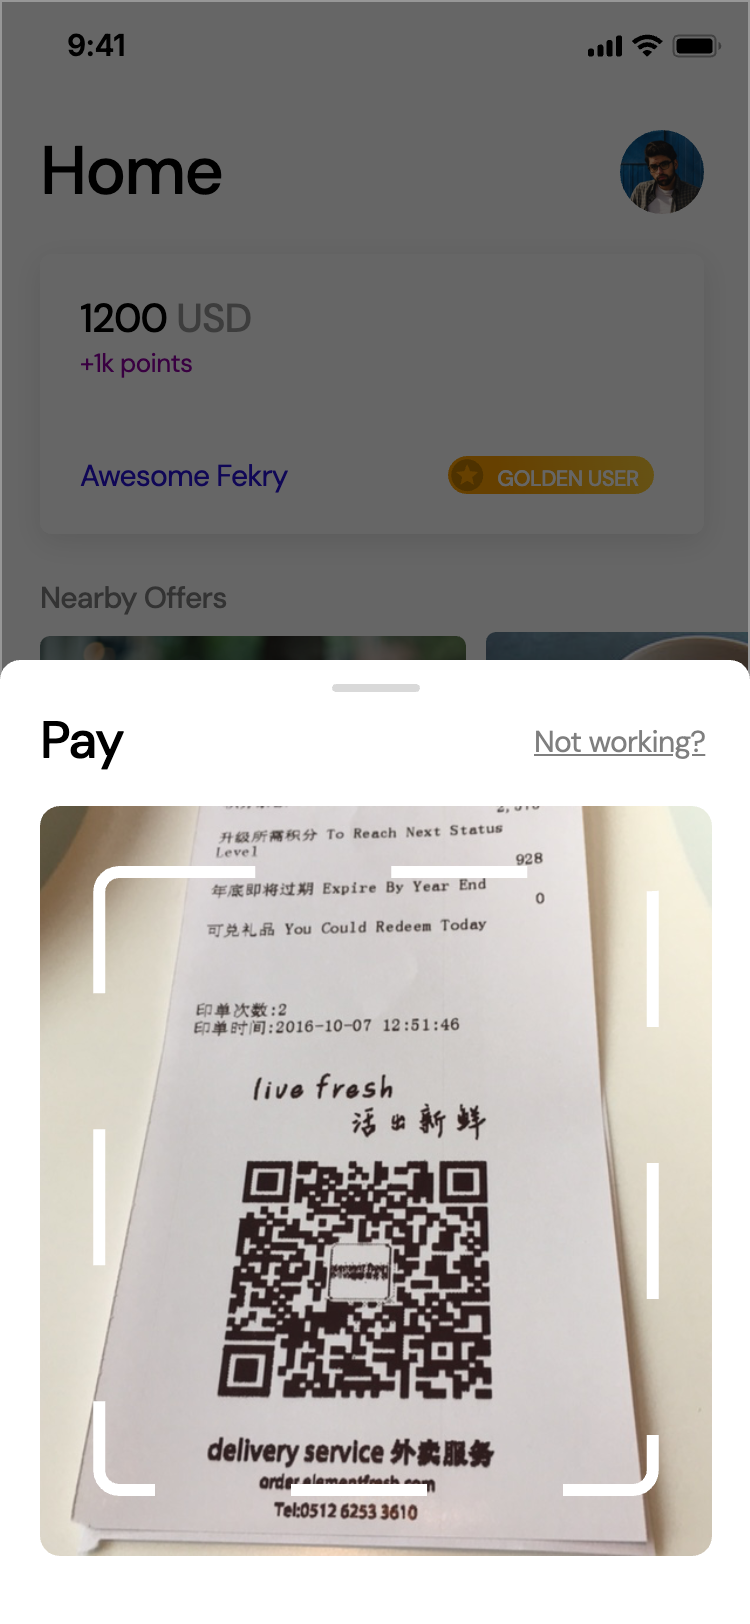 9:41
Home
1200 USD
+1k points
Awesome Fekry
GOLDEN USER
Nearby Offers
Pay
Not working?
升级所需积分 To Reach Next Status
Level
928
年底即将过期 Expire By Year End
0
可兑礼品 You Could Redeem Today
印单次数:2
印单时间:2016-10-07 12:51:46
live fresh
活出新鲜
delivery service 外卖服务
order.elementfresh.com
Tel:0512 6253 3610